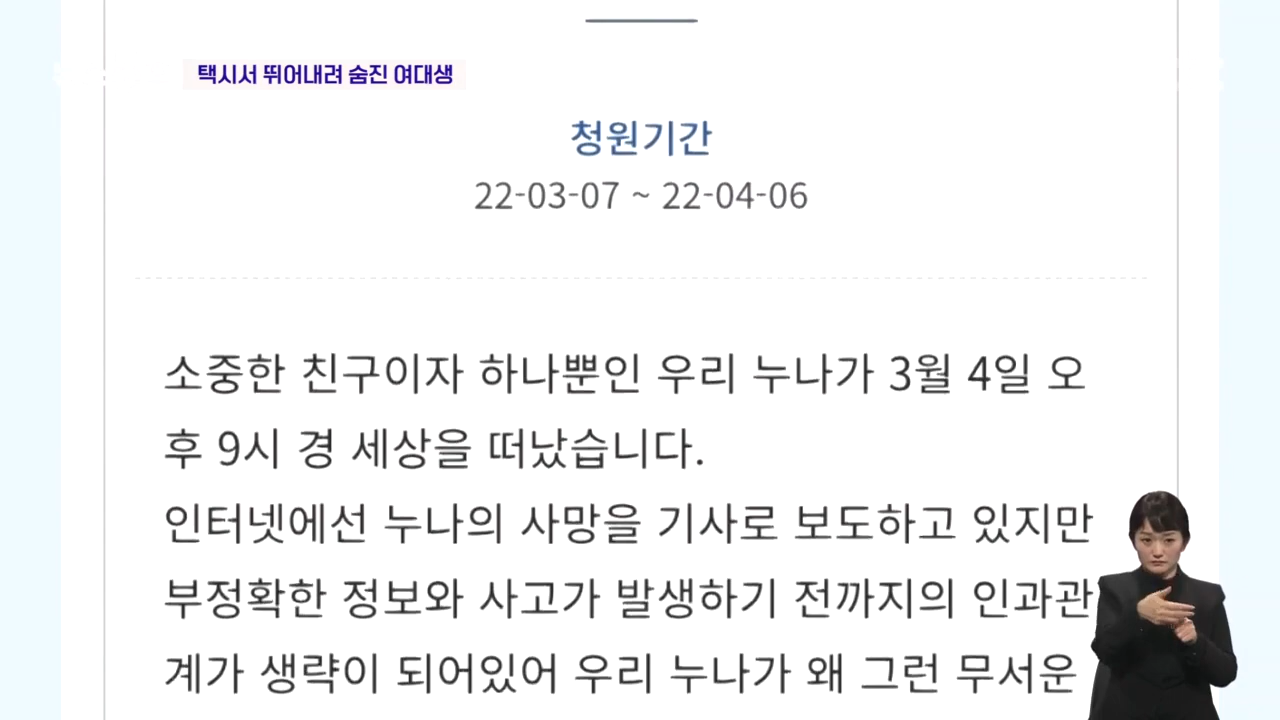 택시서 뛰어내려 숨진 여대생
청원기간
22-03-07 ~ 22-04-06
소중한 친구이자 하나뿐인 우리 누나가 3월 4일 오
후 9시 경 세상을 떠났습니다.
인터넷에선 누나의 사망을 기사로 보도하고 있지만
부정확한 정보와 사고가 발생하기 전까지의 인과관
계가 생략이 되어있어 우리 누나가 왜 그런 무서운